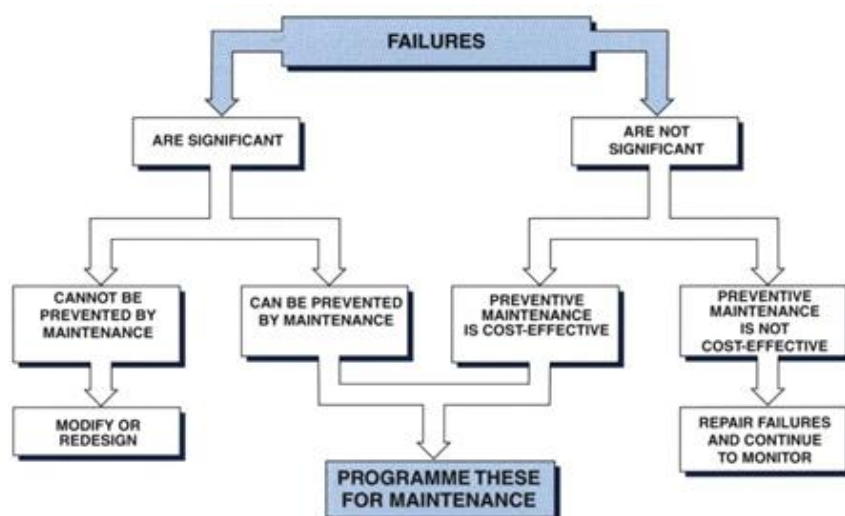 FAILURES
ARE SIGNIFICANT
ARE NOT
SIGNIFICANT
CANNOT BE
PREVENTED BY
MAINTENANCE
CAN BE PREVENTED
BY MAINTENANCE
PREVENTIVE
MAINTENANCE
IS COST-EFFECTIVE
PREVENTIVE
MAINTENANCE
IS NOT
COST-EFFECTIVE
MODIFY OR
REDESIGN
REPAIR FAILURES
AND CONTINUE
TO MONITOR
PROGRAMME THESE
FOR MAINTENANCE